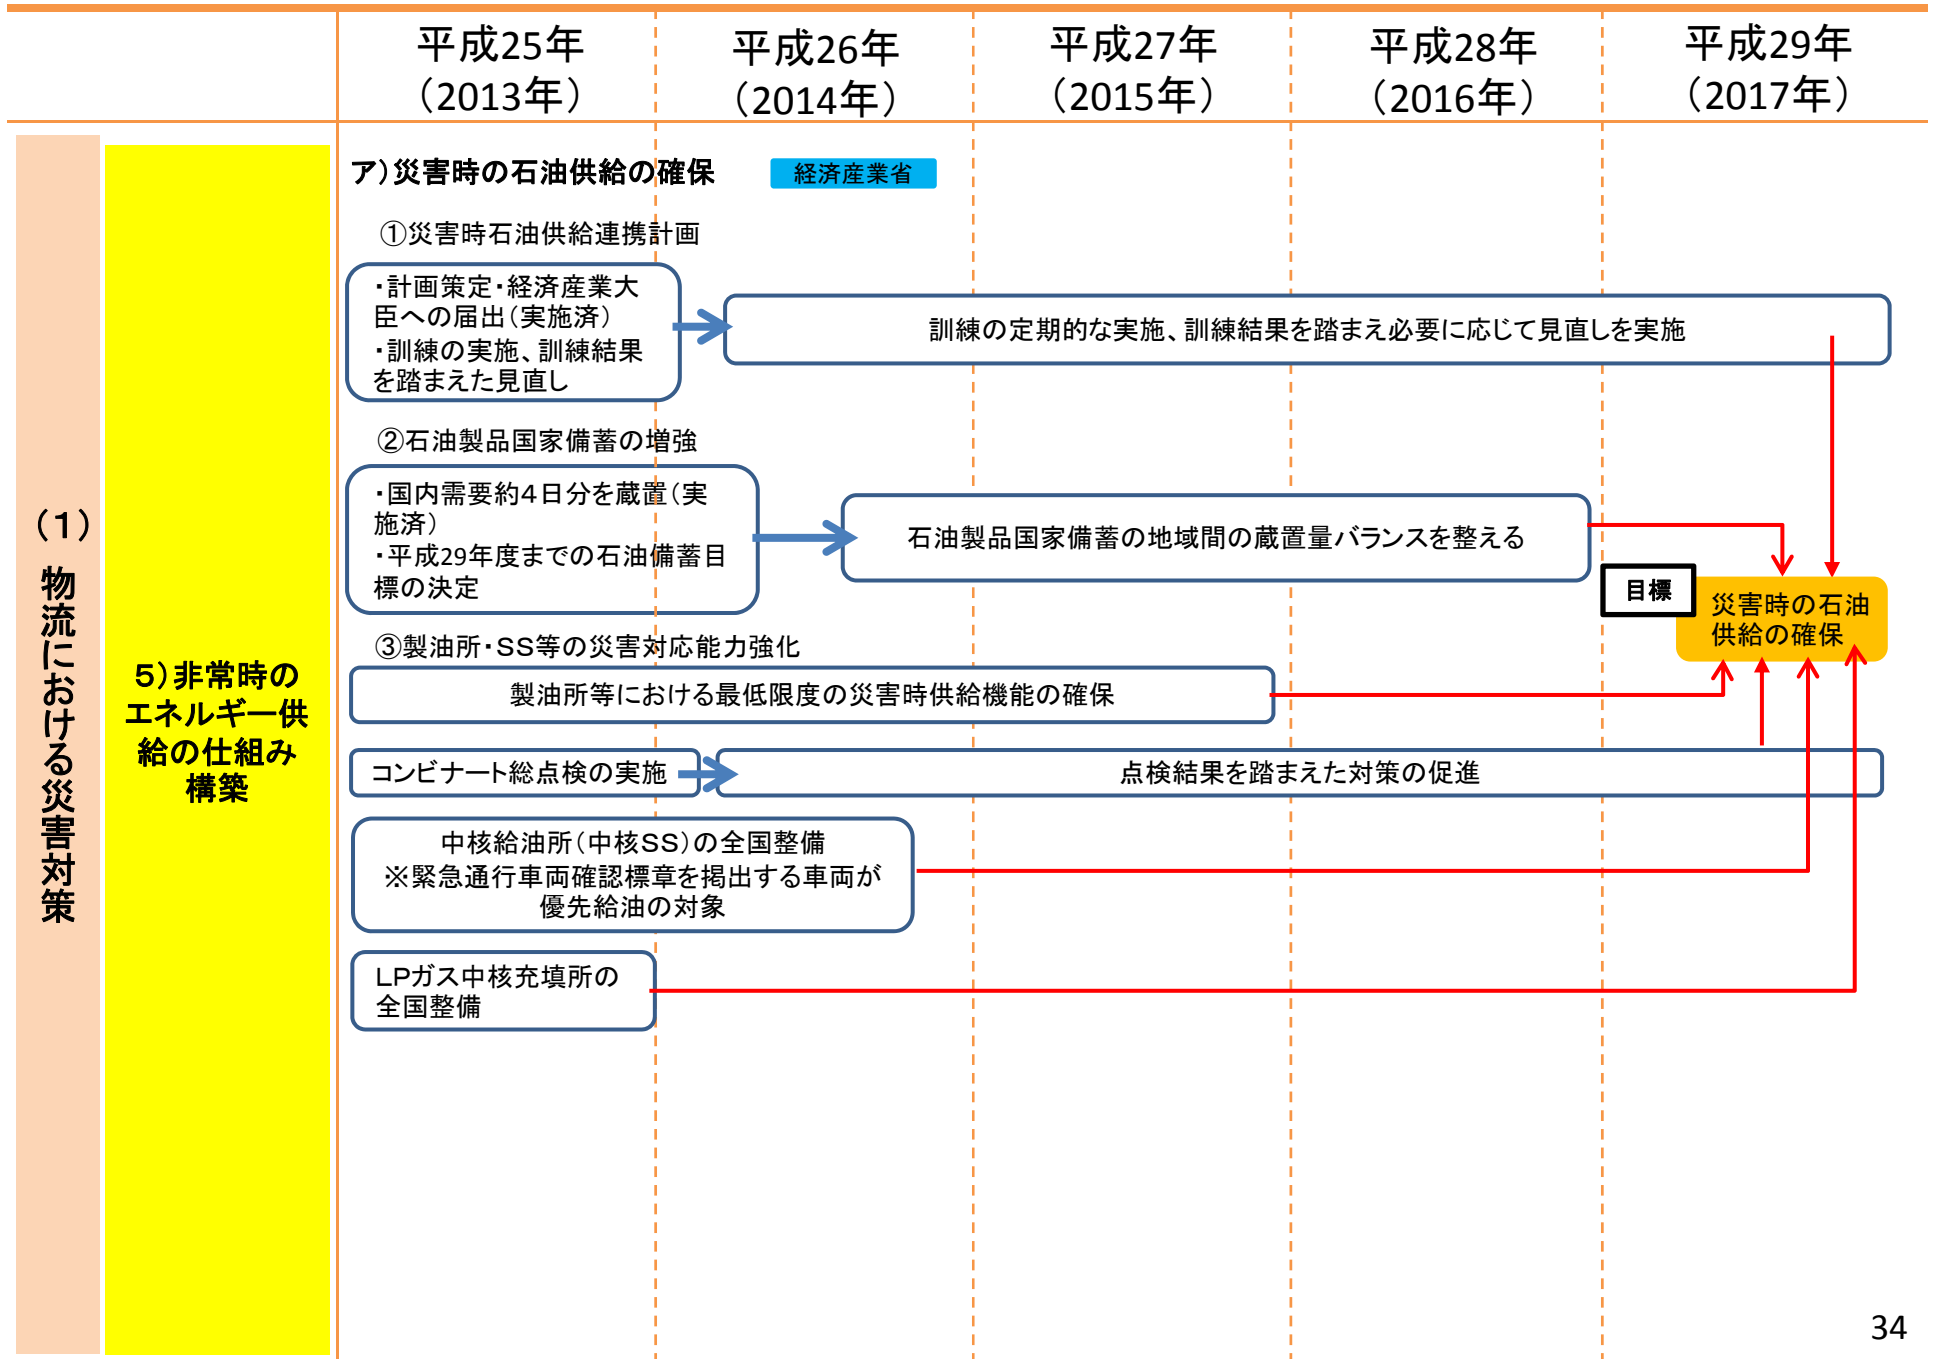 平成25年
（2013年）
平成26年
（2014年）
平成27年
（2015年）
平成28年
（2016年）
平成29年
（2017年）
（１）物流における災害対策
５）非常時の
エネルギー供
給の仕組み
構築
ア）災害時の石油供給の確保
経済産業省
①災害時石油供給連携計画
・計画策定・経済産業大
臣への届出（実施済）
・訓練の実施、訓練結果
を踏まえた見直し
訓練の定期的な実施、訓練結果を踏まえ必要に応じて見直しを実施
②石油製品国家備蓄の増強
・国内需要約４日分を蔵置（実
施済）
・平成29年度までの石油備蓄目
標の決定
石油製品国家備蓄の地域間の蔵置量バランスを整える
目標
災害時の石油
供給の確保
③製油所・SS等の災害対応能力強化
製油所等における最低限度の災害時供給機能の確保
コンビナート総点検の実施
点検結果を踏まえた対策の促進
中核給油所（中核SS）の全国整備
※緊急通行車両確認標章を掲出する車両が
優先給油の対象
LPガス中核充填所の
全国整備
34